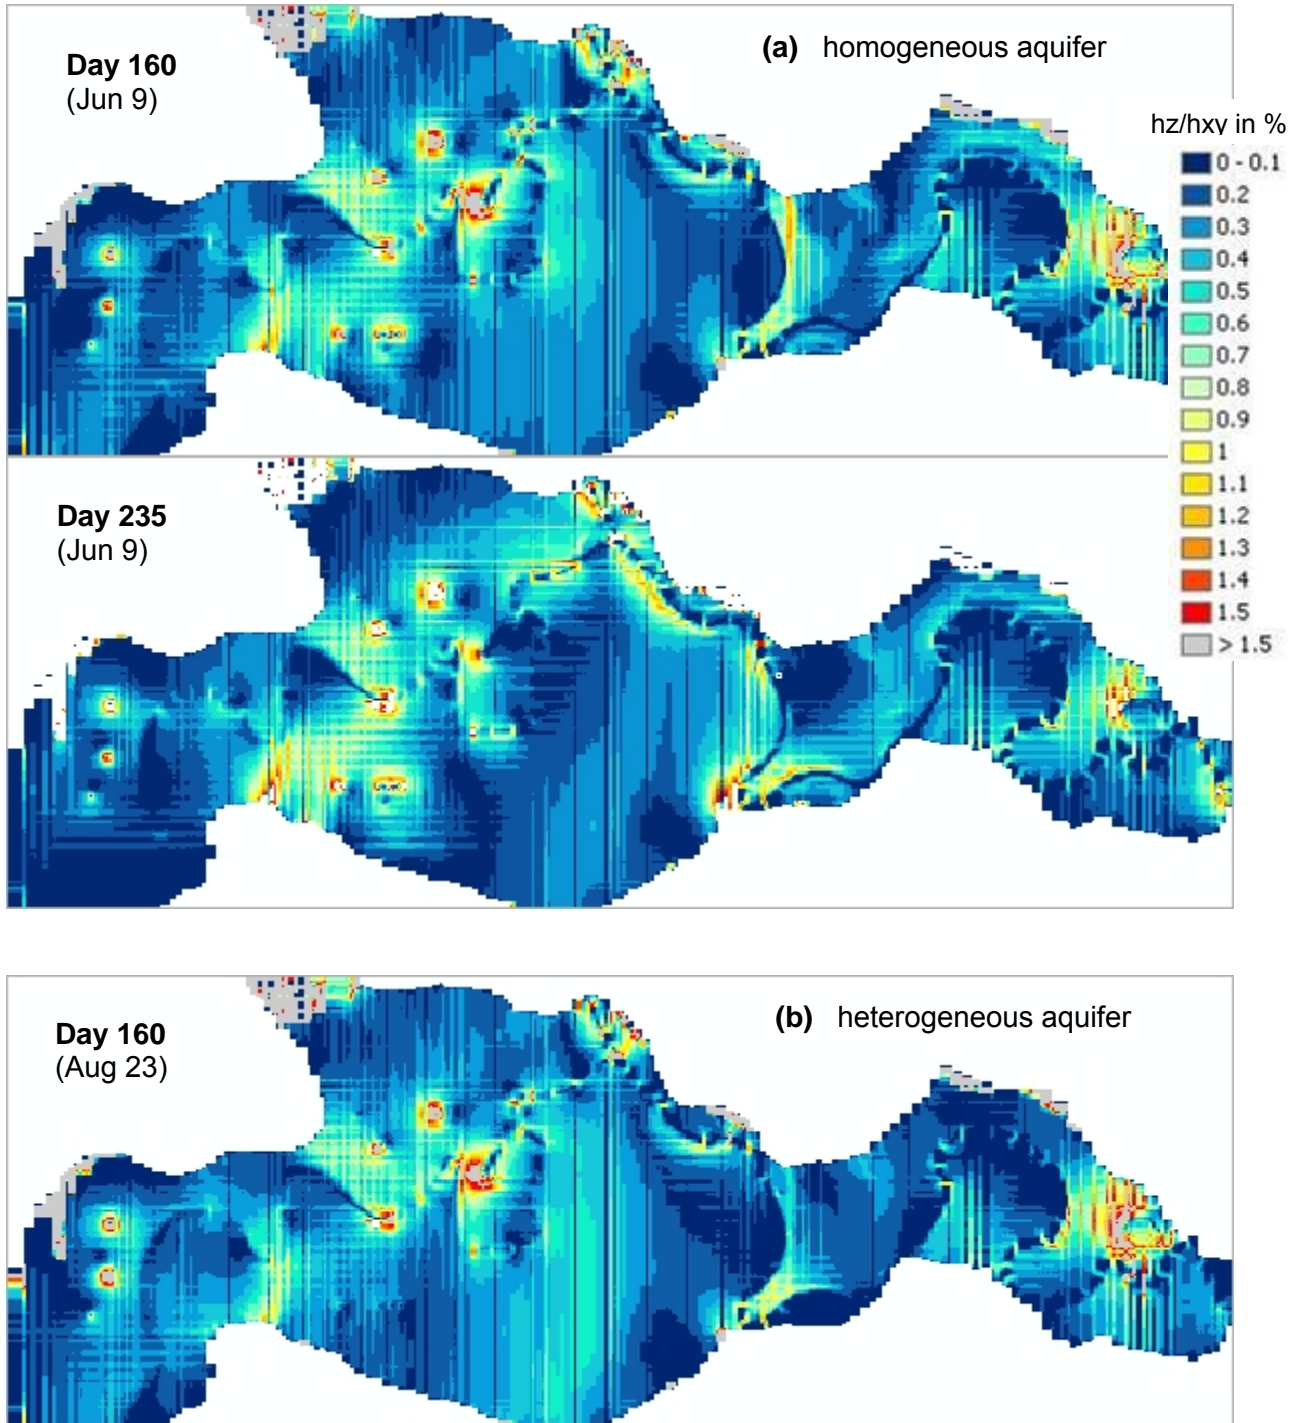 Day 160
(Jun 9)
(a) homogeneous aquifer
hz/hxy in %
0 - 0.1
0.2
0.3
0.4
0.5
0.6
0.7
0.8
0.9
1
1.1
1.2
1.3
1.4
1.5
> 1.5
Day 235
(Jun 9)
Day 160
(Aug 23)
(b) heterogeneous aquifer